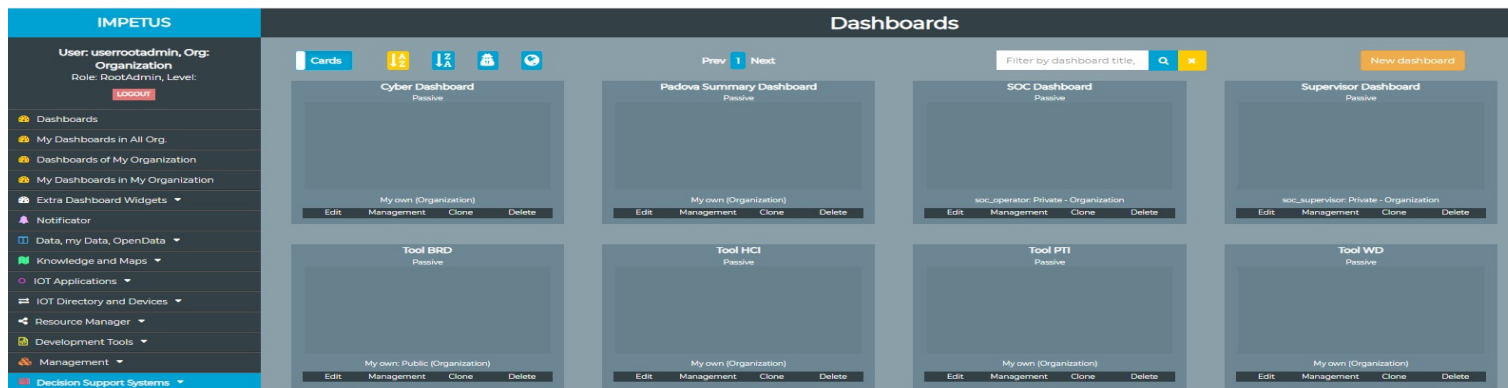 IMPETUS
Dashboards
User: userrootadmin, Org:
Organization
Role: RootAdmin, Level:
LOGOUT
Dashboards
My Dashboards in All Org.
Dashboards of My Organization
My Dashboards in My Organization
Extra Dashboard Widgets
Notificator
Data, my Data, OpenData
Knowledge and Maps
IOT Applications
IOT Directory and Devices
Resource Manager
Development Tools
Management
Decision Support Systems
Cards
Prev 1 Next
Filter by dashboard title,
New dashboard
Cyber Dashboard
Passive
My own (Organization)
Edit Management Clone Delete
Padova Summary Dashboard
Passive
My own (Organization)
Edit Management Clone Delete
SOC Dashboard
Passive
soc_operator: Private - Organization
Edit Management Clone Delete
Supervisor Dashboard
Passive
soc_supervisor: Private - Organization
Edit Management Clone Delete
Tool BRD
Passive
My own: Public (Organization)
Edit Management Clone Delete
Tool HCI
Passive
My own (Organization)
Edit Management Clone Delete
Tool PTI
Passive
My own (Organization)
Edit Management Clone Delete
Tool WD
Passive
My own (Organization)
Edit Management Clone Delete